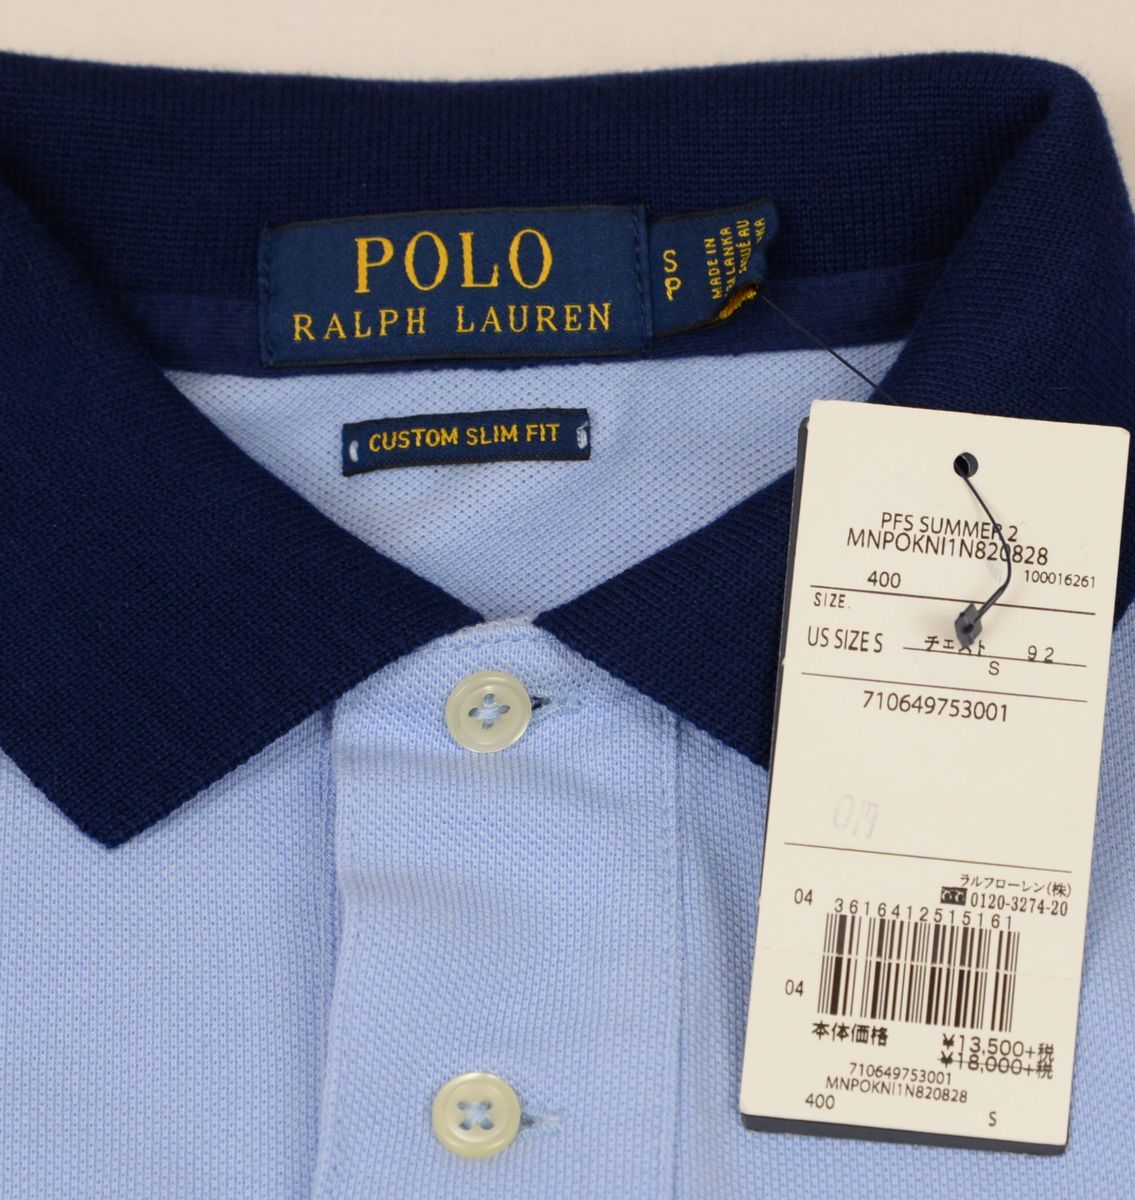 POLO
RALPH LAUREN
S
P
MADE IN
LANKA
CUSTOM SLIM FIT
PFS SUMMER 2
MNPOKNI1N820828
400
100016261
SIZE.
US SIZE S チェスト 92
S
710649753001
0円
ラルフローレン(株)
0120-3274-20
04
3616412515161
04
本体価格 ¥13,500+税
¥18,000+税
710649753001
MNPOKNI1N820828
400 S